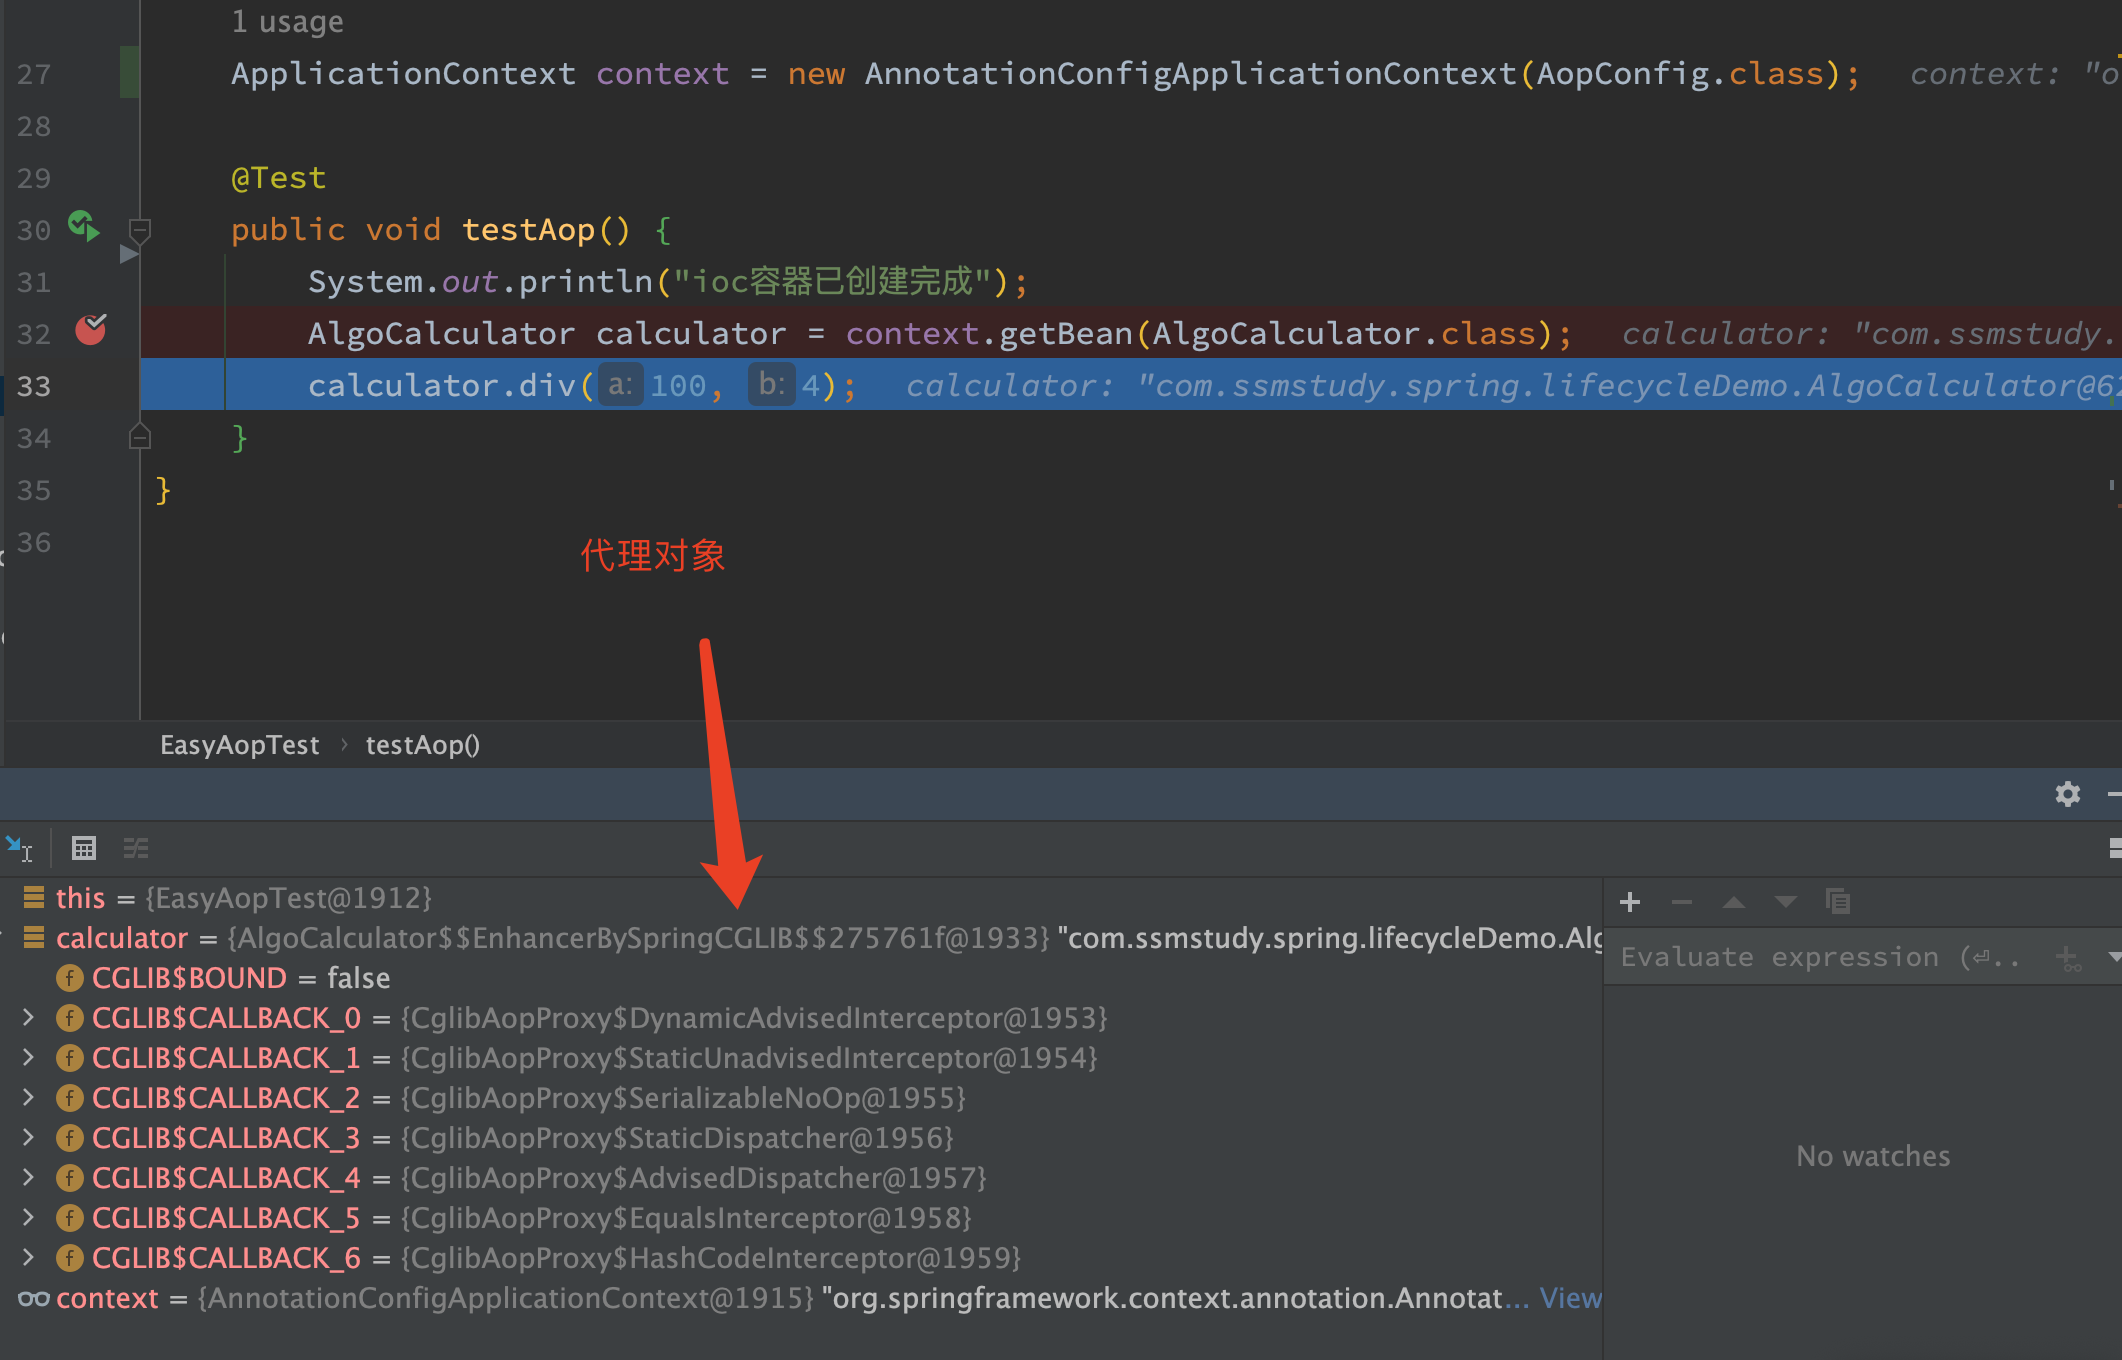 1 usage
27 ApplicationContext context = new AnnotationConfigApplicationContext(AopConfig.class); context: "o
28
29 @Test
30 public void testAop() {
31 System.out.println("ioc容器已创建完成");
32 AlgoCalculator calculator = context.getBean(AlgoCalculator.class); calculator: "com.ssmstudy.
33 calculator.div( a: 100, b: 4); calculator: "com.ssmstudy.spring.lifecycleDemo.AlgoCalculator@62
34 }
35 }
36
代理对象
EasyAopTest › testAop()
this = {EasyAopTest@1912}
calculator = {AlgoCalculator$$EnhancerBySpringCGLIB$$275761f@1933} "com.ssmstudy.spring.lifecycleDemo.Alg
CGLIB$BOUND = false
CGLIB$CALLBACK_0 = {CglibAopProxy$DynamicAdvisedInterceptor@1953}
CGLIB$CALLBACK_1 = {CglibAopProxy$StaticUnadvisedInterceptor@1954}
CGLIB$CALLBACK_2 = {CglibAopProxy$SerializableNoOp@1955}
CGLIB$CALLBACK_3 = {CglibAopProxy$StaticDispatcher@1956}
CGLIB$CALLBACK_4 = {CglibAopProxy$AdvisedDispatcher@1957}
CGLIB$CALLBACK_5 = {CglibAopProxy$EqualsInterceptor@1958}
CGLIB$CALLBACK_6 = {CglibAopProxy$HashCodeInterceptor@1959}
context = {AnnotationConfigApplicationContext@1915} "org.springframework.context.annotation.Annotat... View
Evaluate expression (⏎..
No watches